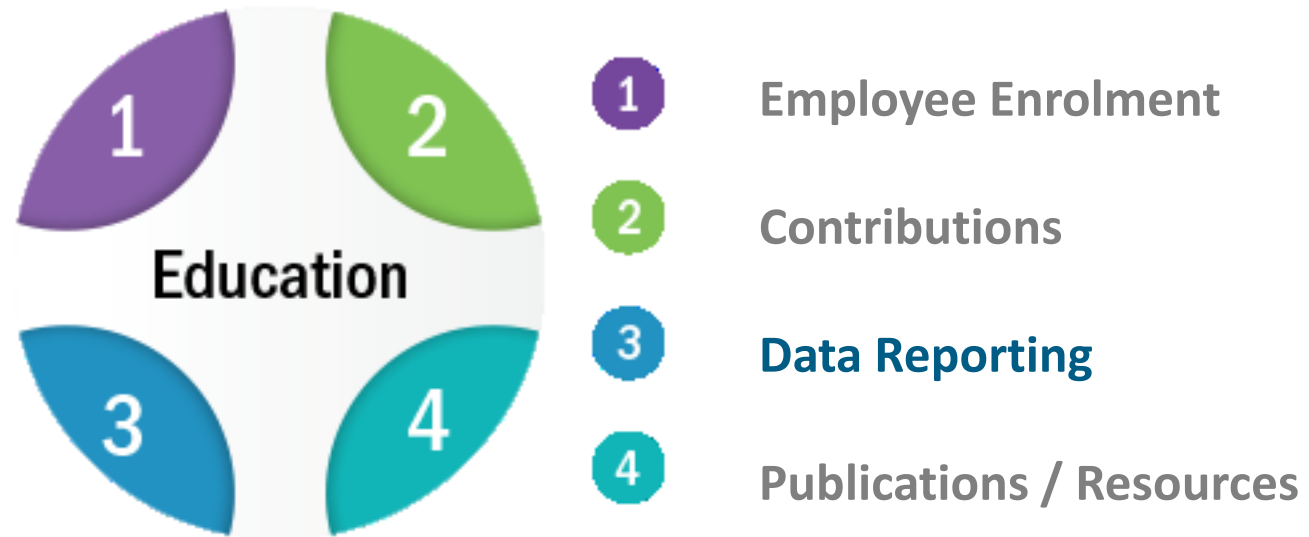 1
2
Education
3
4
1 Employee Enrolment
2 Contributions
3 Data Reporting
4 Publications / Resources